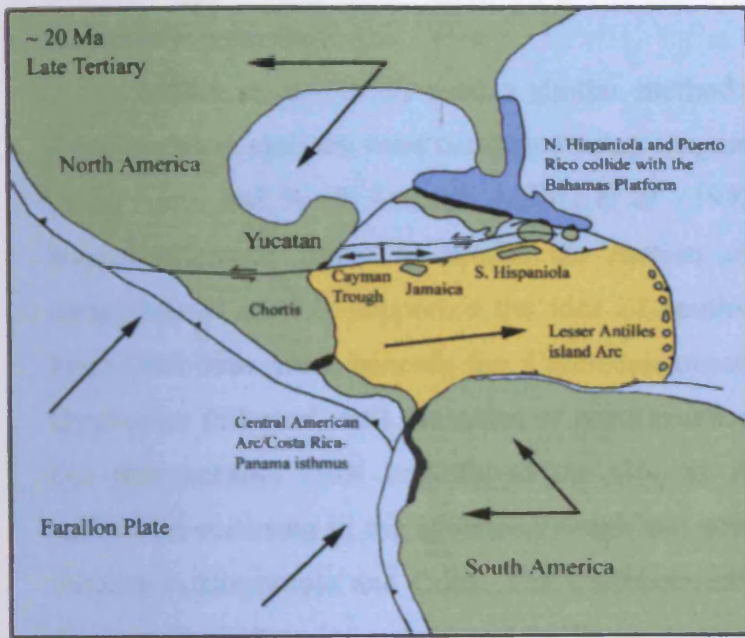 ~ 20 Ma
Late Tertiary
North America
N. Hispaniola and Puerto
Rico collide with the
Bahamas Platform
Yucatan
Cayman
Trough
Jamaica
S. Hispaniola
Chortis
Lesser Antilles
island Arc
Central American
Arc/Costa Rica-
Panama isthmus
Farallon Plate
South America